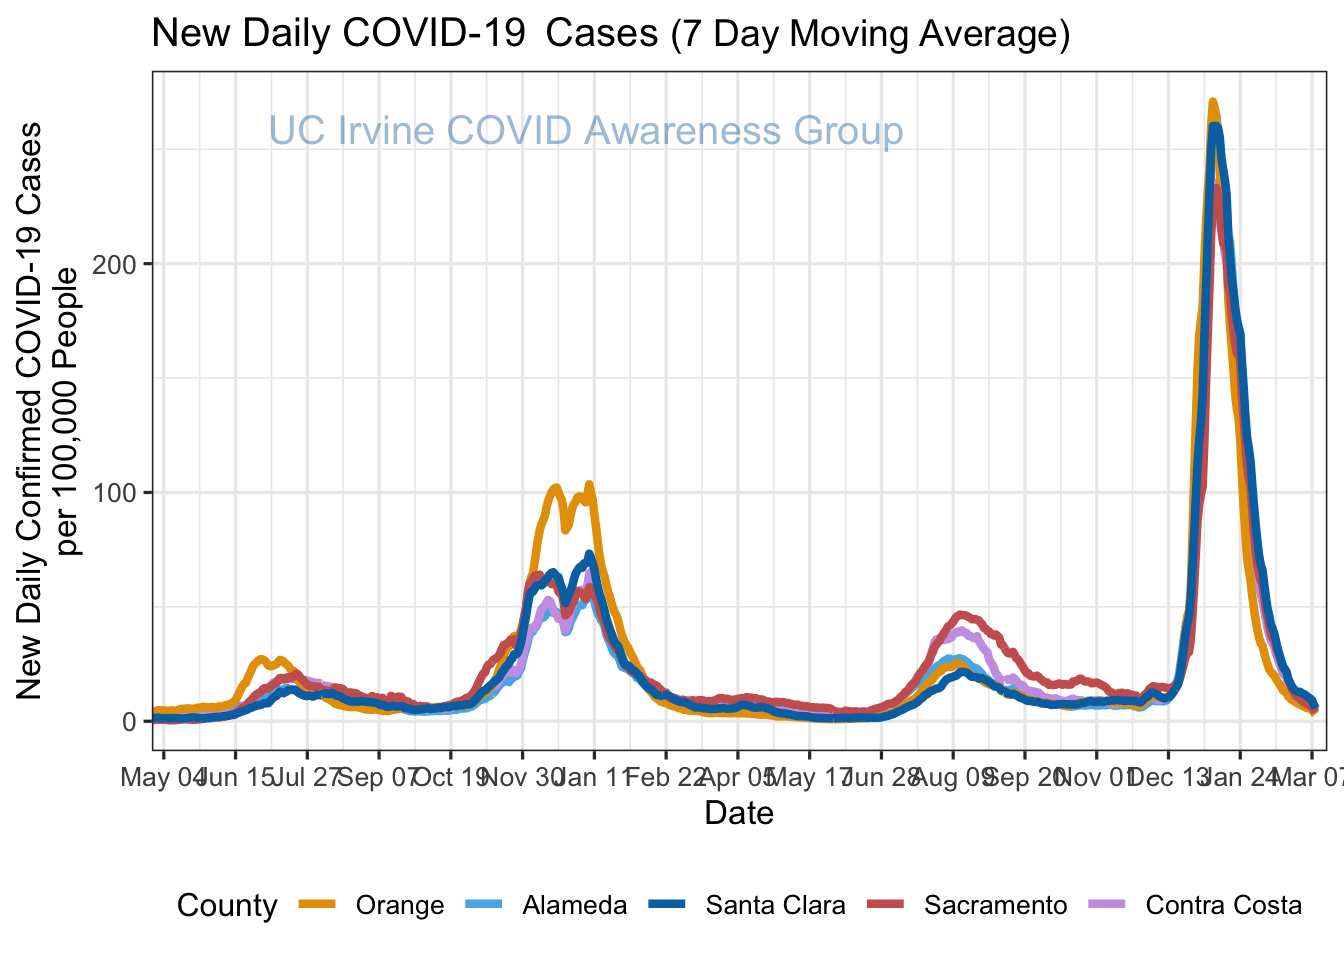 New Daily COVID-19 Cases (7 Day Moving Average)
UC Irvine COVID Awareness Group
New Daily Confirmed COVID-19 Cases
per 100,000 People
200
100
0
May 04 Jun 15 Jul 27 Sep 07 Oct 19 Nov 30 Jan 11 Feb 22 Apr 05 May 17 Jun 28 Aug 09 Sep 20 Nov 01 Dec 13 Jan 24 Mar 07
Date
County Orange Alameda Santa Clara Sacramento Contra Costa